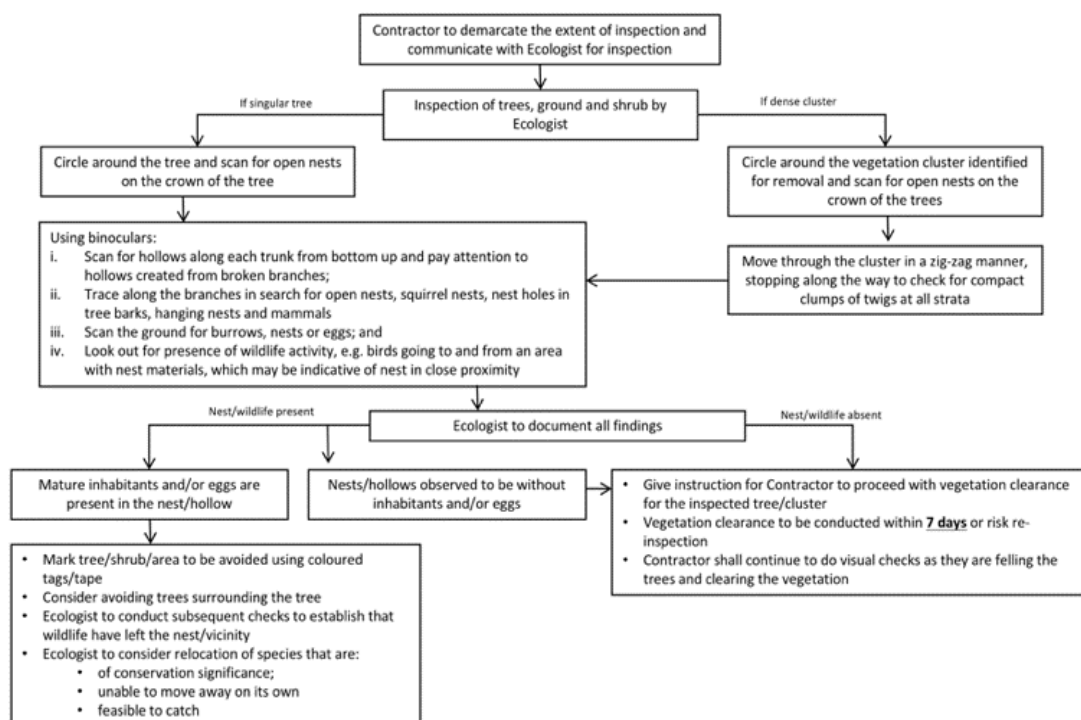 Contractor to demarcate the extent of inspection and
communicate with Ecologist for inspection
If singular tree
Inspection of trees, ground and shrub by
Ecologist
If dense cluster
Circle around the tree and scan for open nests
on the crown of the tree
Circle around the vegetation cluster identified
for removal and scan for open nests on the
crown of the trees
Using binoculars:
i. Scan for hollows along each trunk from bottom up and pay attention to
hollows created from broken branches;
ii. Trace along the branches in search for open nests, squirrel nests, nest holes in
tree barks, hanging nests and mammals
iii. Scan the ground for burrows, nests or eggs; and
iv. Look out for presence of wildlife activity, e.g. birds going to and from an area
with nest materials, which may be indicative of nest in close proximity
Move through the cluster in a zig-zag manner,
stopping along the way to check for compact
clumps of twigs at all strata
Nest/wildlife present
Ecologist to document all findings
Nest/wildlife absent
Mature inhabitants and/or eggs are
present in the nest/hollow
Nests/hollows observed to be without
inhabitants and/or eggs
• Give instruction for Contractor to proceed with vegetation clearance
for the inspected tree/cluster
• Vegetation clearance to be conducted within 7 days or risk re-
inspection
• Contractor shall continue to do visual checks as they are felling the
trees and clearing the vegetation
• Mark tree/shrub/area to be avoided using coloured
tags/tape
• Consider avoiding trees surrounding the tree
• Ecologist to conduct subsequent checks to establish that
wildlife have left the nest/vicinity
• Ecologist to consider relocation of species that are:
• of conservation significance;
• unable to move away on its own
• feasible to catch